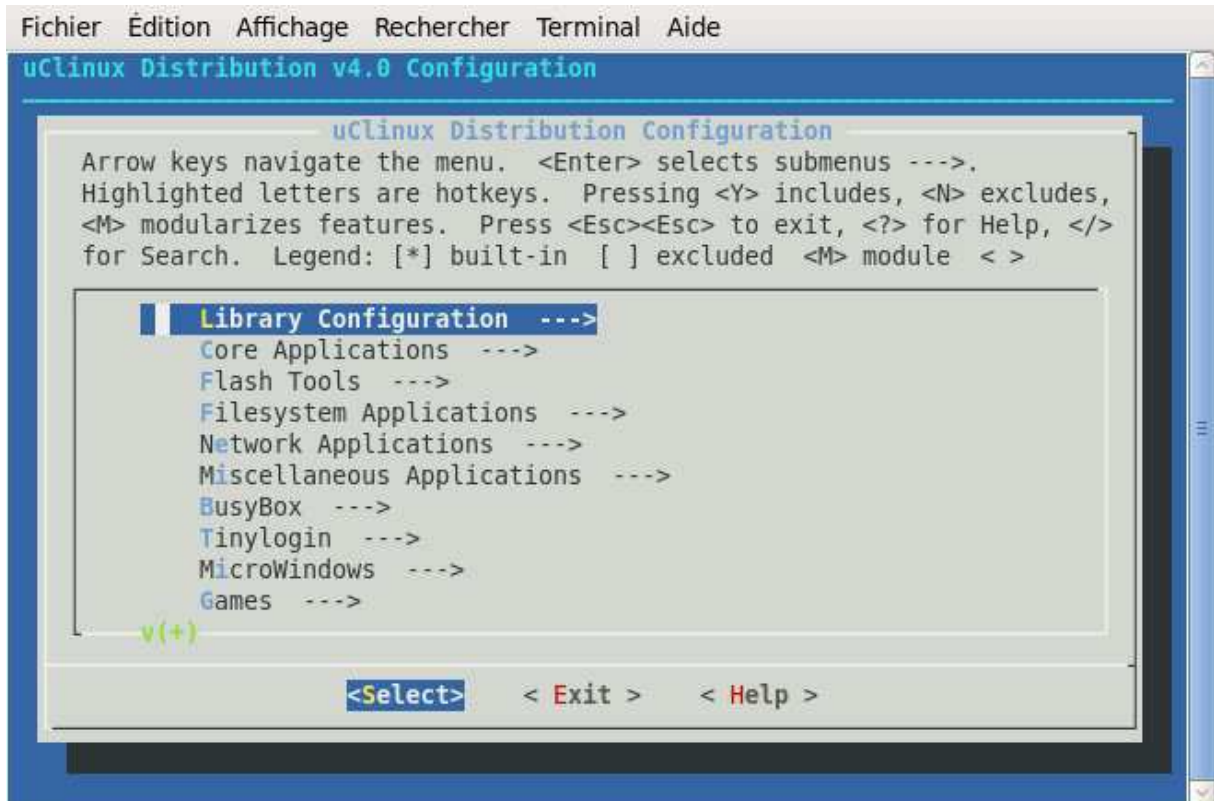 Fichier Édition Affichage Rechercher Terminal Aide
uClinux Distribution v4.0 Configuration
uClinux Distribution Configuration
Arrow keys navigate the menu. <Enter> selects submenus --->.
Highlighted letters are hotkeys. Pressing <Y> includes, <N> excludes,
<M> modularizes features. Press <Esc><Esc> to exit, <?> for Help, </>
for Search. Legend: [*] built-in [ ] excluded <M> module < >
Library Configuration --->
Core Applications --->
Flash Tools --->
Filesystem Applications --->
Network Applications --->
Miscellaneous Applications --->
BusyBox --->
Tinylogin --->
MicroWindows --->
Games --->
v(+)
<Select> < Exit > < Help >